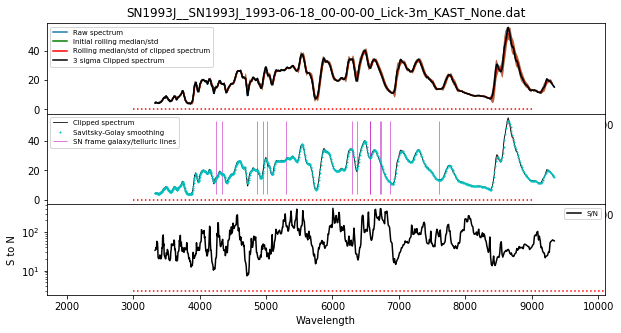 SN1993J__SN1993J_1993-06-18_00-00-00_Lick-3m_KAST_None.dat
Raw spectrum
Initial rolling median/std
Rolling median/std of clipped spectrum
3 sigma Clipped spectrum
40
20
0
00
Clipped spectrum
Savitsky-Golay smoothing
SN frame galaxy/telluric lines
40
20
0
00
S/N
S to N
10²
10¹
2000 3000 4000 5000 6000 7000 8000 9000 10000
Wavelength